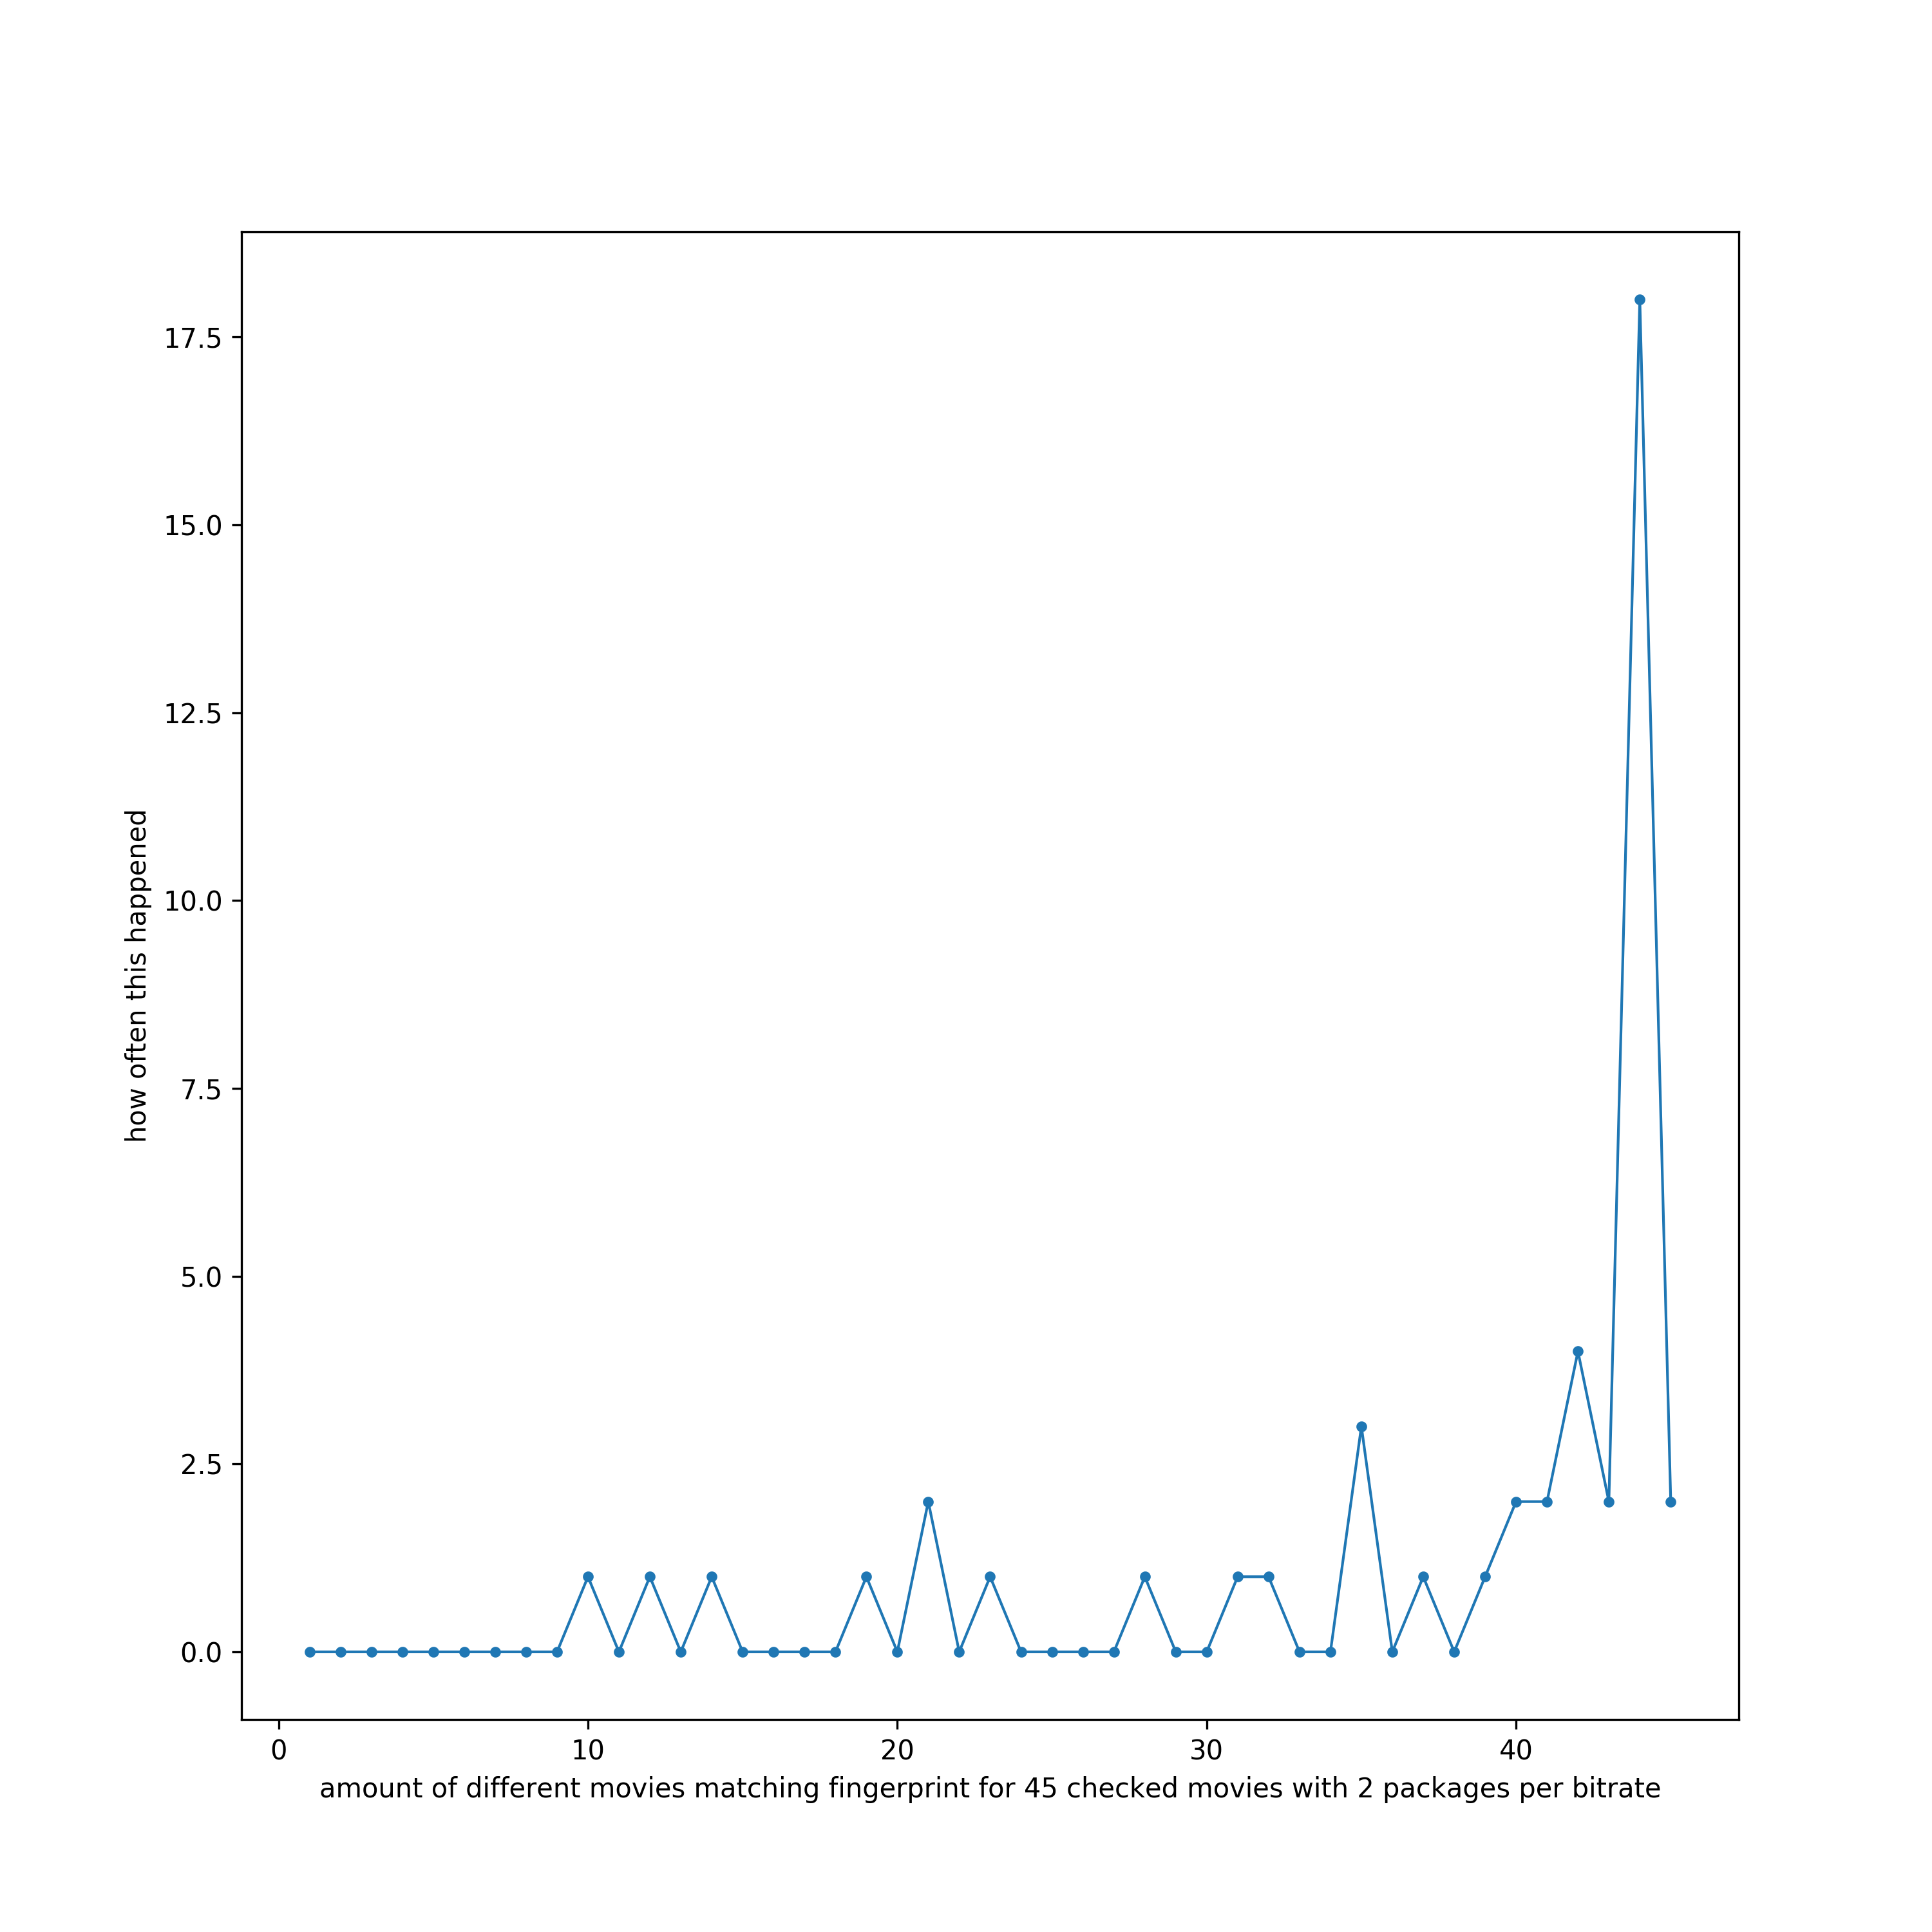 17.5
15.0
12.5
10.0
7.5
5.0
2.5
0.0
how often this happened
0 10 20 30 40
amount of different movies matching fingerprint for 45 checked movies with 2 packages per bitrate